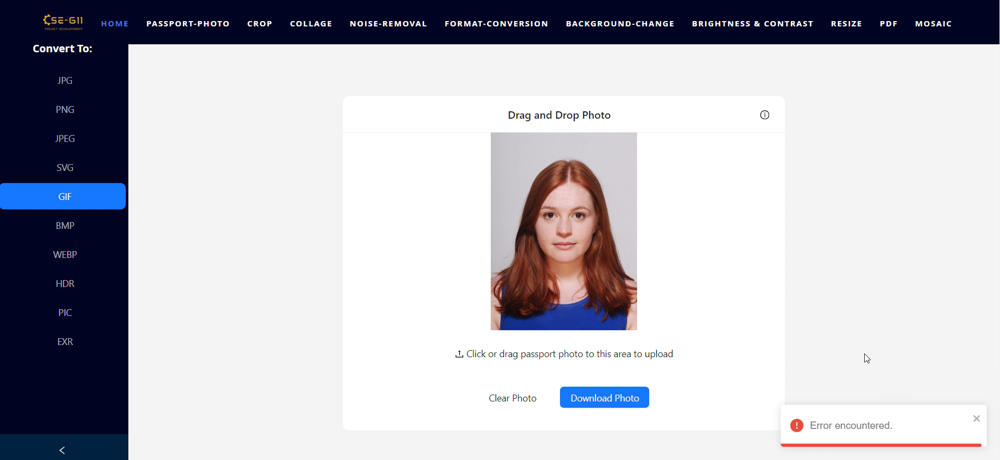 CSE-G11
PROJECT DEVELOPEMENT
HOME PASSPORT-PHOTO CROP COLLAGE NOISE-REMOVAL FORMAT-CONVERSION BACKGROUND-CHANGE BRIGHTNESS & CONTRAST RESIZE PDF MOSAIC
Convert To:
JPG
PNG
JPEG
SVG
GIF
BMP
WEBP
HDR
PIC
EXR
Drag and Drop Photo
Click or drag passport photo to this area to upload
Clear Photo Download Photo
Error encountered.